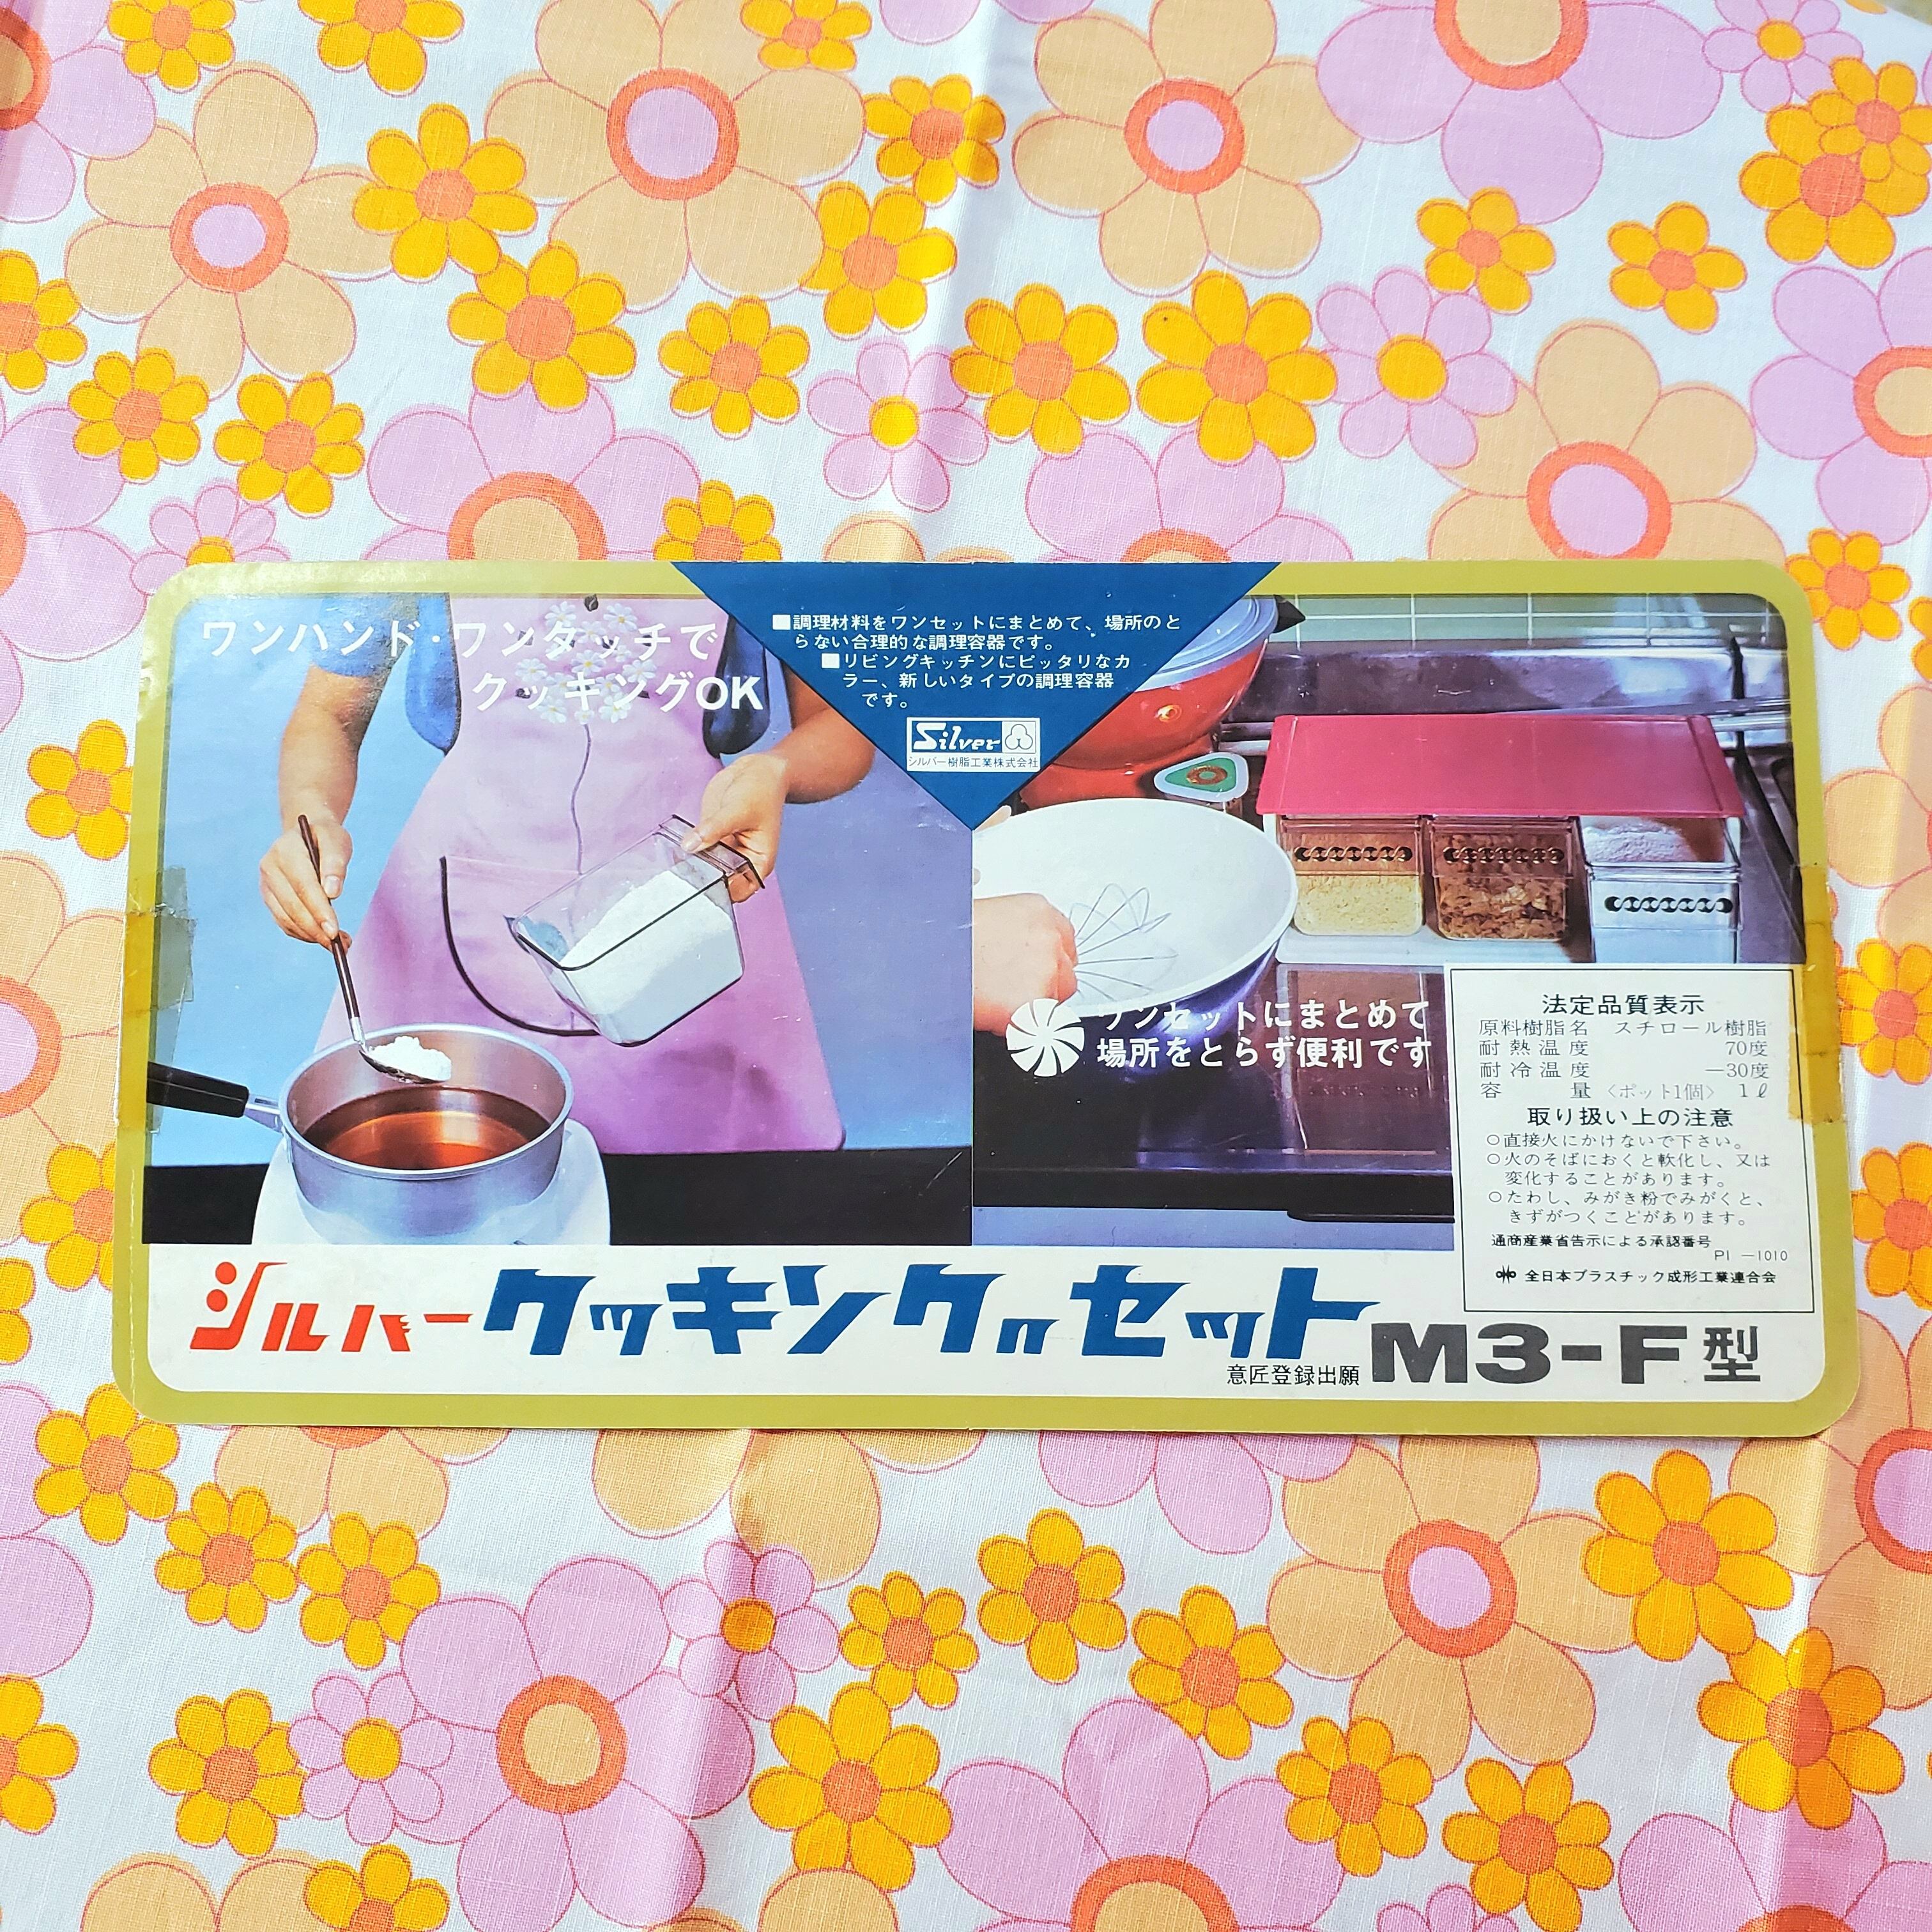 ワンハンド・ワンタッチで
クッキングOK
■調理材料をワンセットにまとめて、場所のと
らない合理的な調理容器です。
■リビングキッチンにピッタリなカ
ラー、新しいタイプの調理容器
です。
Silver
シルバー樹脂工業株式会社
ワンセットにまとめて
場所をとらず便利です
法定品質表示
原料樹脂名 スチロール樹脂
耐熱温度 70度
耐冷温度 −30度
容量〈ポット1個〉 1ℓ
取り扱い上の注意
○直接火にかけないで下さい。
○火のそばにおくと軟化し、又は
変化することがあります。
○たわし、みがき粉でみがくと、
きずがつくことがあります。
通商産業省告示による承認番号
PI −1010
全日本プラスチック成形工業連合会
シルバークッキングセット
意匠登録出願 M3-F型